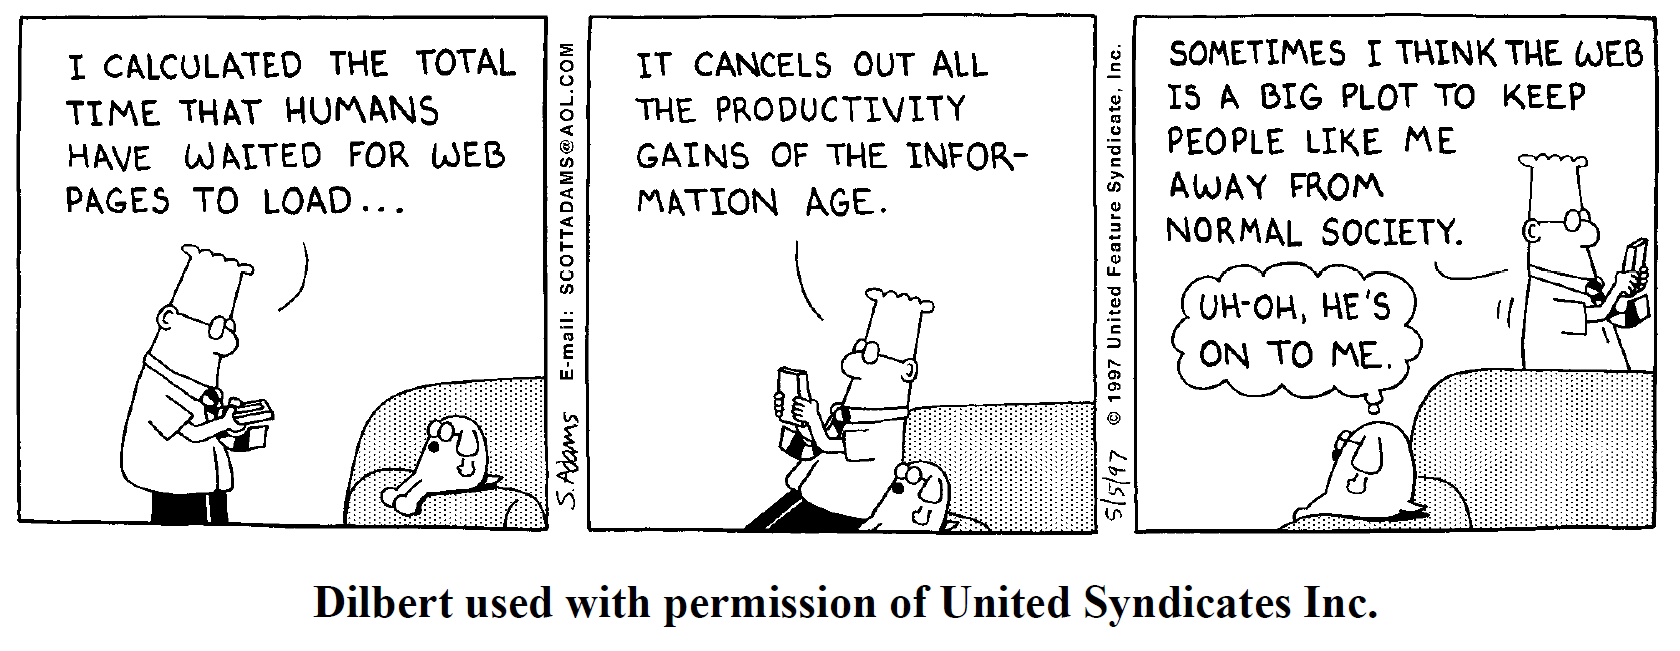 I CALCULATED THE TOTAL
TIME THAT HUMANS
HAVE WAITED FOR WEB
PAGES TO LOAD...
S. Adams E-mail: SCOTTADAMS@AOL.COM
IT CANCELS OUT ALL
THE PRODUCTIVITY
GAINS OF THE INFOR-
MATION AGE.
5/5/97 © 1997 United Feature Syndicate, Inc.
SOMETIMES I THINK THE WEB
IS A BIG PLOT TO KEEP
PEOPLE LIKE ME
AWAY FROM
NORMAL SOCIETY.
UH-OH, HE'S
ON TO ME.
Dilbert used with permission of United Syndicates Inc.